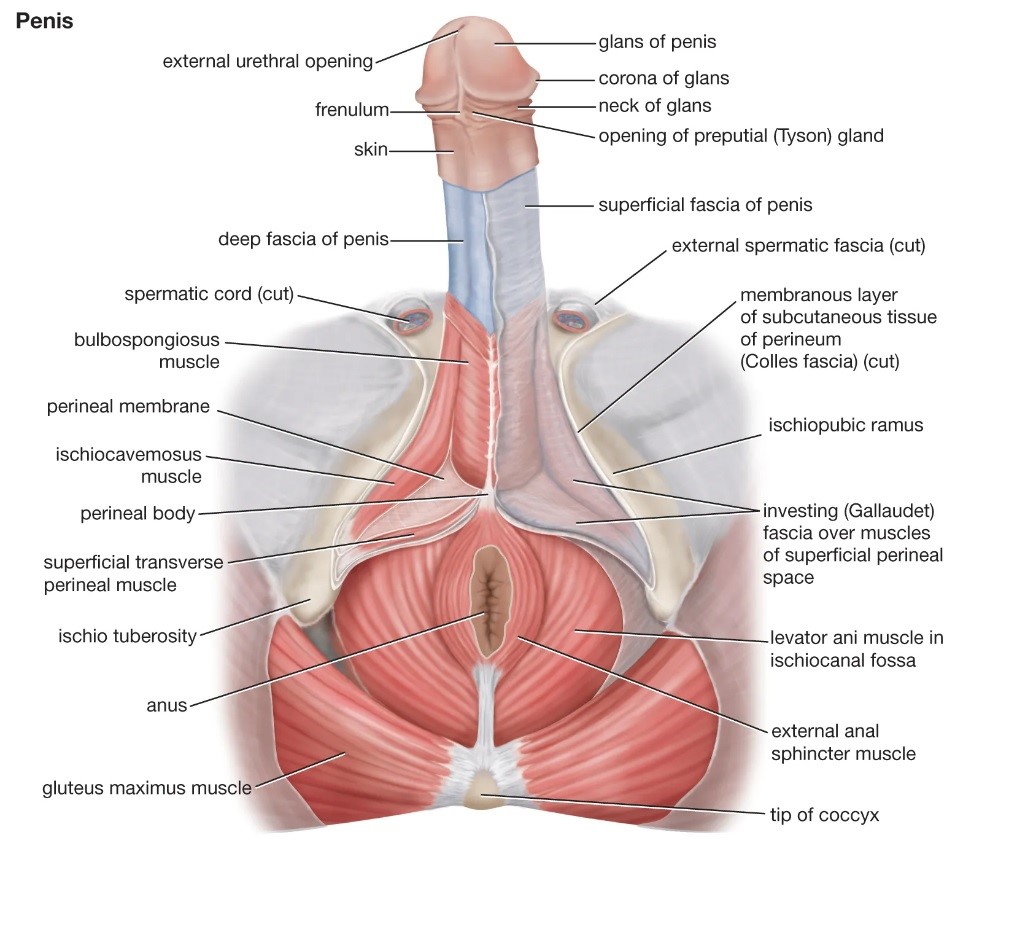 Penis
external urethral opening
frenulum
skin
deep fascia of penis
spermatic cord (cut)
bulbospongiosus
muscle
perineal membrane
ischiocavemosus
muscle
perineal body
superficial transverse
perineal muscle
ischio tuberosity
anus
gluteus maximus muscle
glans of penis
corona of glans
neck of glans
opening of preputial (Tyson) gland
superficial fascia of penis
external spermatic fascia (cut)
membranous layer
of subcutaneous tissue
of perineum
(Colles fascia) (cut)
ischiopubic ramus
investing (Gallaudet)
fascia over muscles
of superficial perineal
space
levator ani muscle in
ischiocanal fossa
external anal
sphincter muscle
tip of coccyx